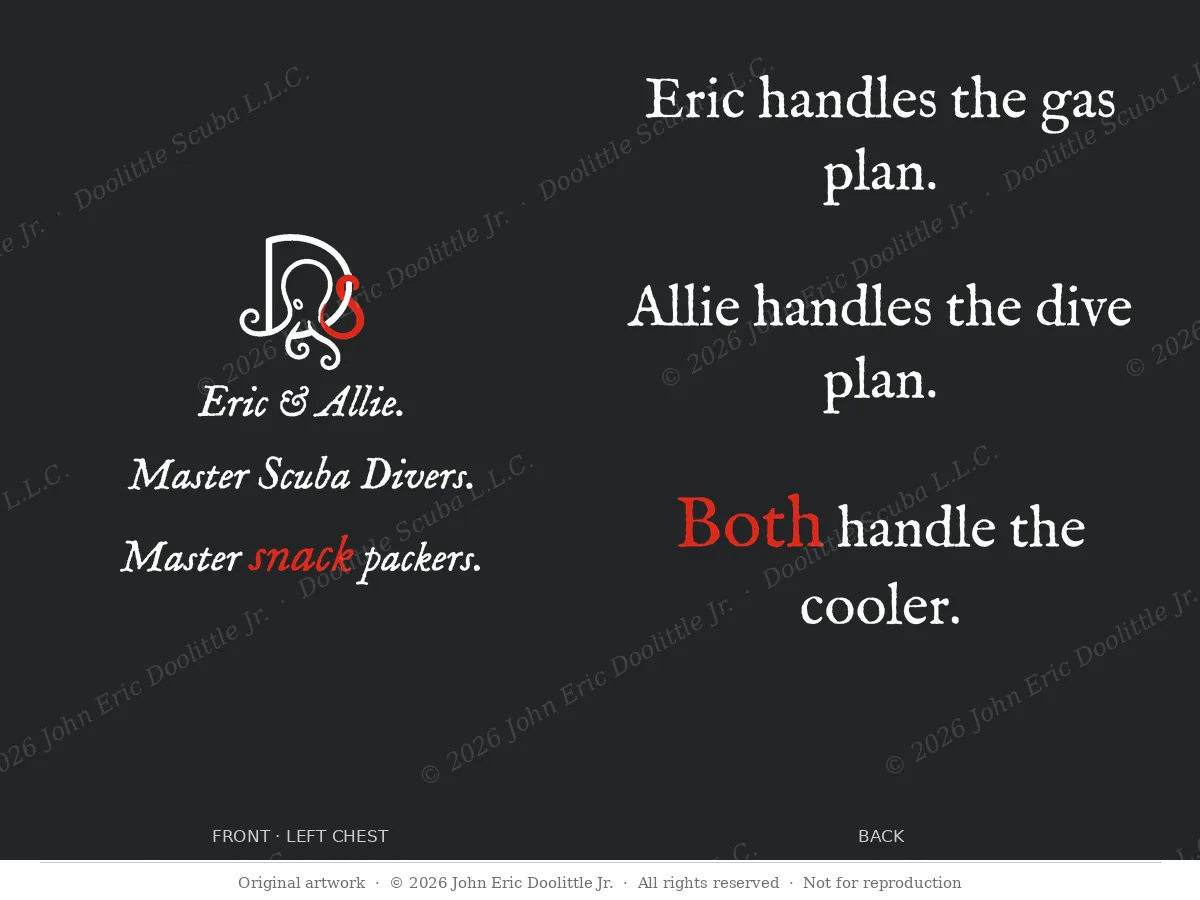 Eric & Allie.
Master Scuba Divers.
Master snack packers.
FRONT · LEFT CHEST
Eric handles the gas
plan.
Allie handles the dive
plan.
Both handle the
cooler.
BACK
© 2026 John Eric Doolittle Jr. · Doolittle Scuba L.L.C.
Original artwork · © 2026 John Eric Doolittle Jr. · All rights reserved · Not for reproduction